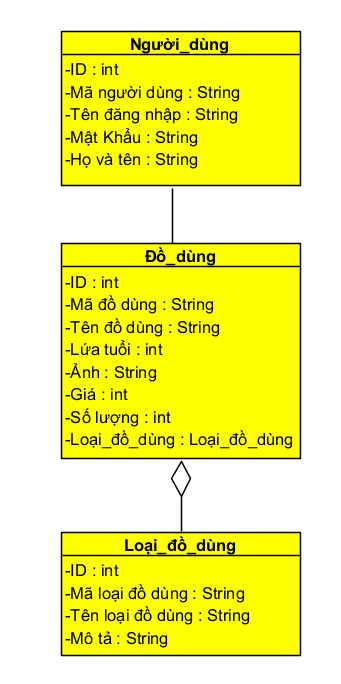 Người_dùng
-ID : int
-Mã người dùng : String
-Tên đăng nhập : String
-Mật Khẩu : String
-Họ và tên : String
Đồ_dùng
-ID : int
-Mã đồ dùng : String
-Tên đồ dùng : String
-Lứa tuổi : int
-Ảnh : String
-Giá : int
-Số lượng : int
-Loại_đồ_dùng : Loại_đồ_dùng
Loại_đồ_dùng
-ID : int
-Mã loại đồ dùng : String
-Tên loại đồ dùng : String
-Mô tả : String